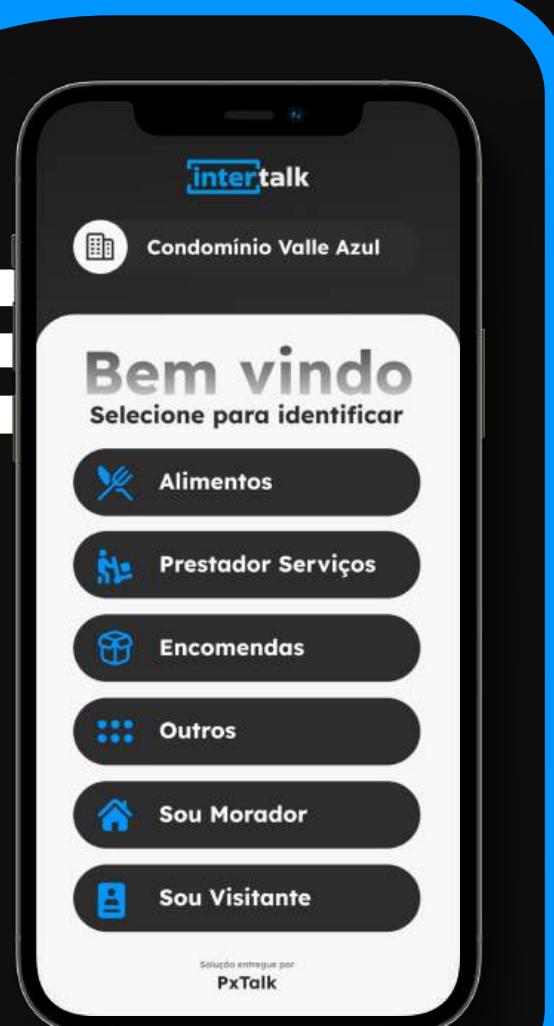 intertalk
Condomínio Valle Azul
Bem vindo
Selecione para identificar
Alimentos
Prestador Serviços
Encomendas
Outros
Sou Morador
Sou Visitante
Solução entregue por
PxTalk